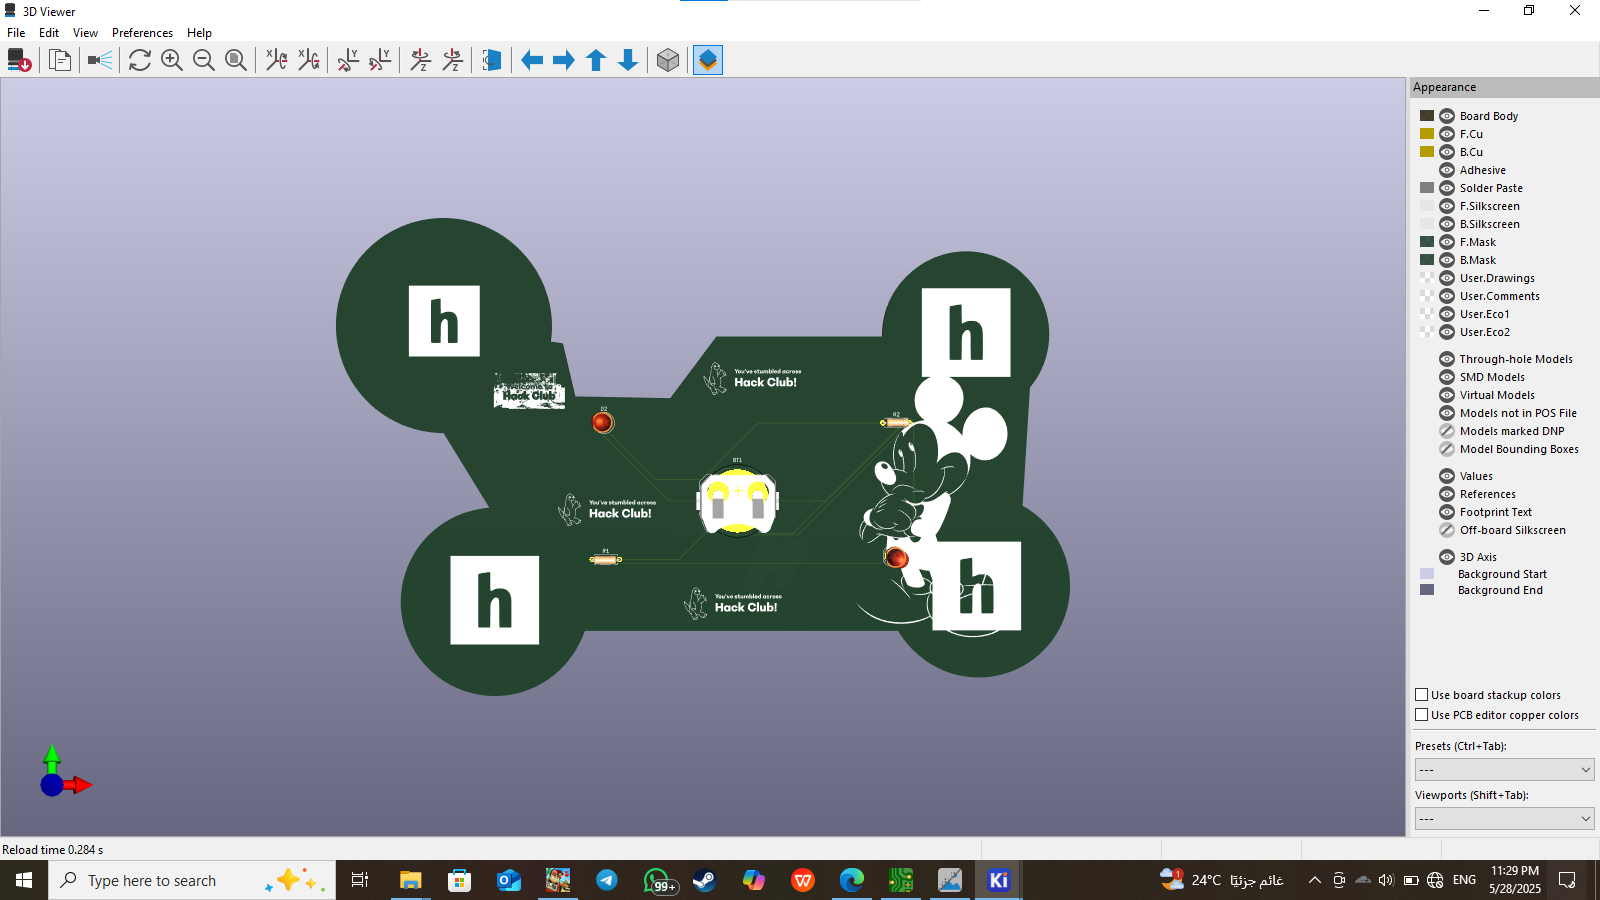 3D Viewer
File Edit View Preferences Help
Appearance
Board Body
F.Cu
B.Cu
Adhesive
Solder Paste
F.Silkscreen
B.Silkscreen
F.Mask
B.Mask
User.Drawings
User.Comments
User.Eco1
User.Eco2
Through-hole Models
SMD Models
Virtual Models
Models not in POS File
Models marked DNP
Model Bounding Boxes
Values
References
Footprint Text
Off-board Silkscreen
3D Axis
Background Start
Background End
Use board stackup colors
Use PCB editor copper colors
Presets (Ctrl+Tab):
---
Viewports (Shift+Tab):
---
h
h
You've stumbled across
Hack Club!
Welcome to
Hack Club
D2
R2
BT1
You've stumbled across
Hack Club!
R1
h
h
You've stumbled across
Hack Club!
Reload time 0.284 s
Type here to search
99+
Ki
1
24°C غائم جزئيًا
ENG
11:29 PM
5/28/2025